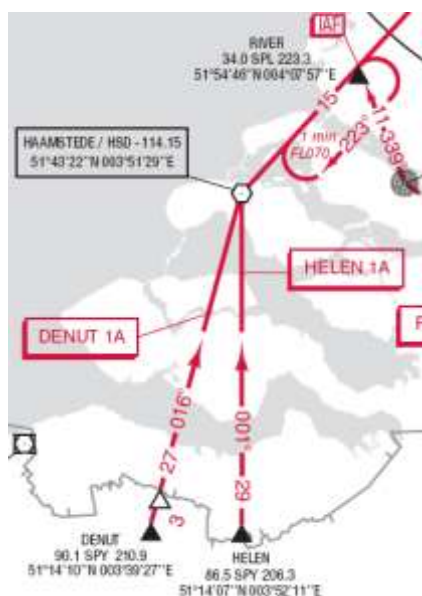 IAF
RIVER
34.0 SPL 223.3
51°54'46''N 004°07'57''E
15
11
339°
HAAMSTEDE / HSD - 114.15
51°43'22''N 003°51'29''E
1 min
FL070
223°
HELEN 1A
DENUT 1A
016°
27
3
001°
29
DENUT
90.1 SPY 210.9
51°14'10''N 003°39'27''E
HELEN
86.5 SPY 206.3
51°14'07''N 003°52'11''E